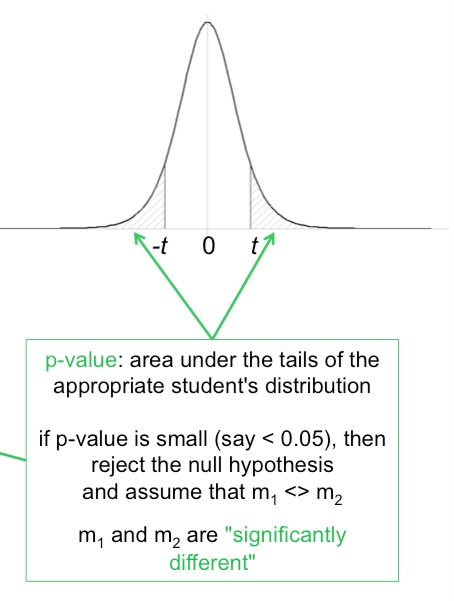 -t 0 t
p-value: area under the tails of the
appropriate student's distribution
if p-value is small (say < 0.05), then
reject the null hypothesis
and assume that m₁ <> m₂
m₁ and m₂ are "significantly
different"